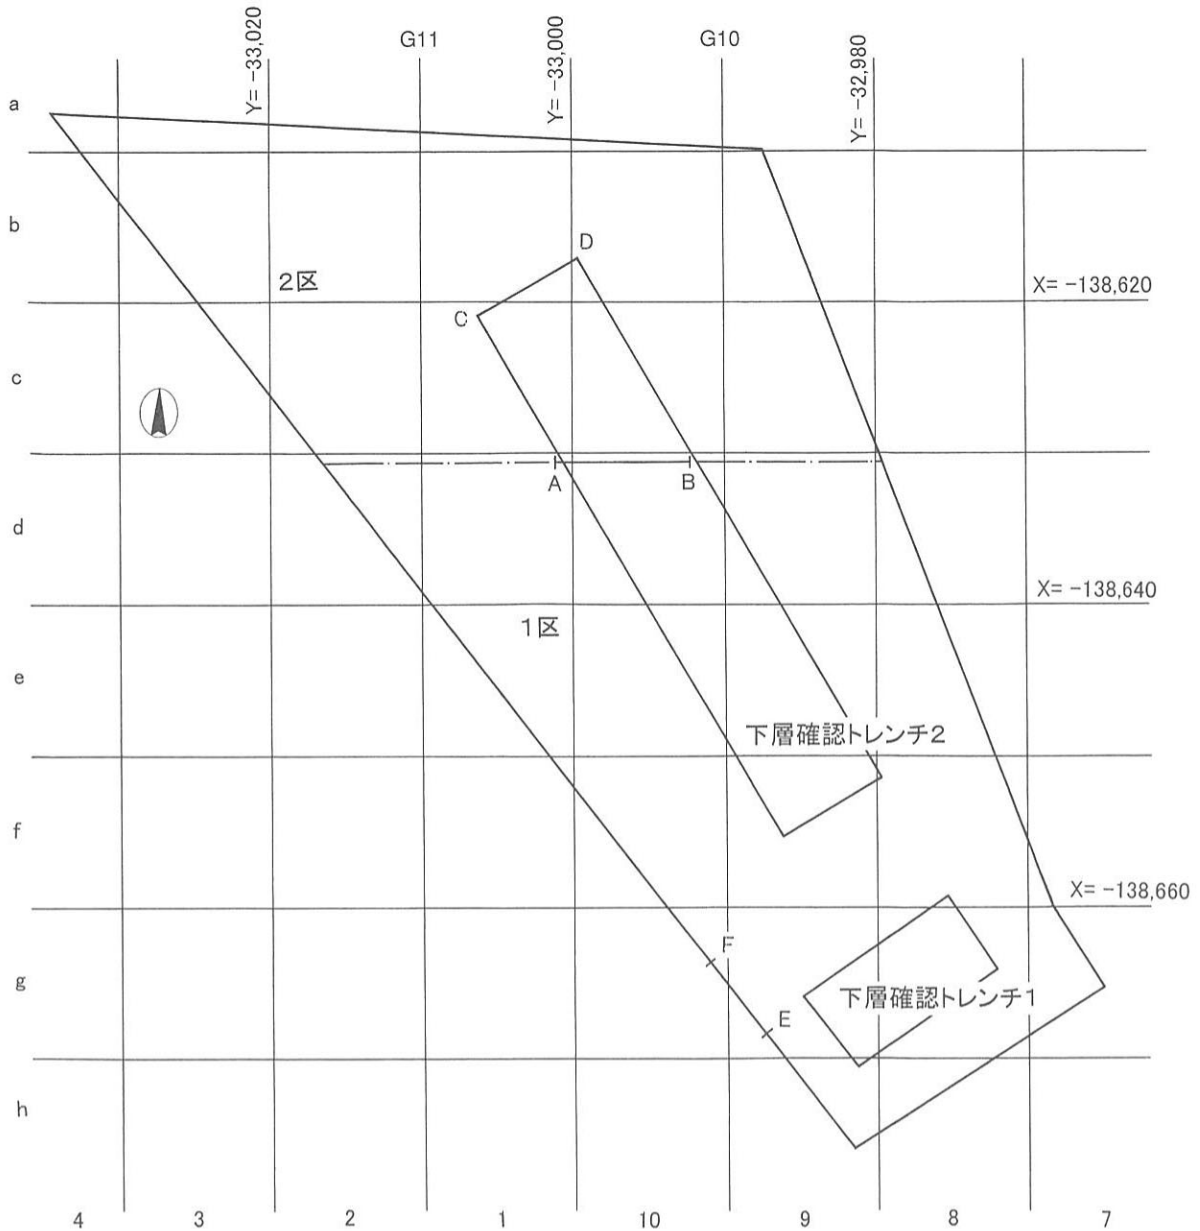 Y= -33,020
G11
Y= -33,000
G10
Y= -32,980
a
b
D
2区
X= -138,620
C
c
A
B
d
X= -138,640
1区
e
下層確認トレンチ2
f
X= -138,660
F
g
下層確認トレンチ1
E
h
4 3 2 1 10 9 8 7